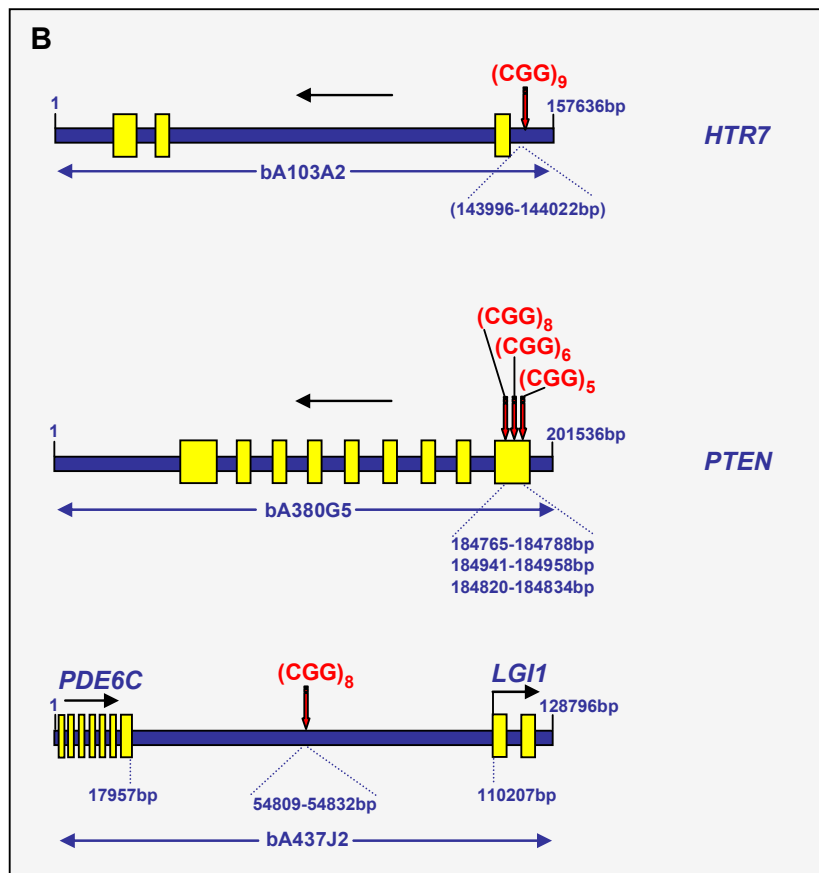 B
(CGG)9
1
157636bp
HTR7
bA103A2
(143996-144022bp)
(CGG)8
(CGG)6
(CGG)5
1
201536bp
PTEN
bA380G5
184765-184788bp
184941-184958bp
184820-184834bp
(CGG)8
PDE6C
LGI1
1
128796bp
17957bp
54809-54832bp
110207bp
bA437J2